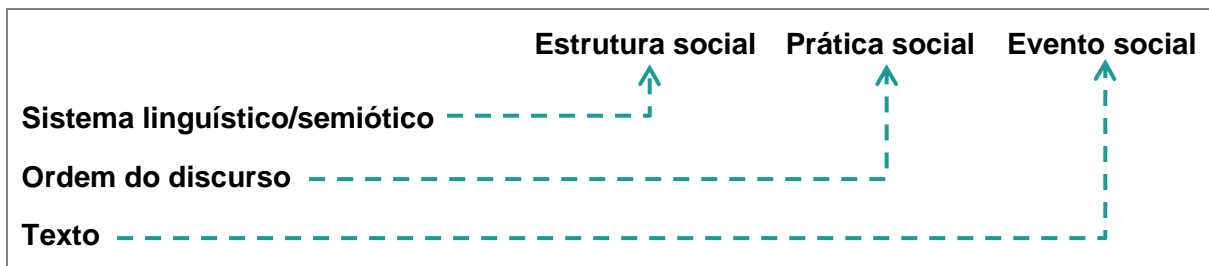 Estrutura social Prática social Evento social
Sistema linguístico/semiótico
Ordem do discurso
Texto